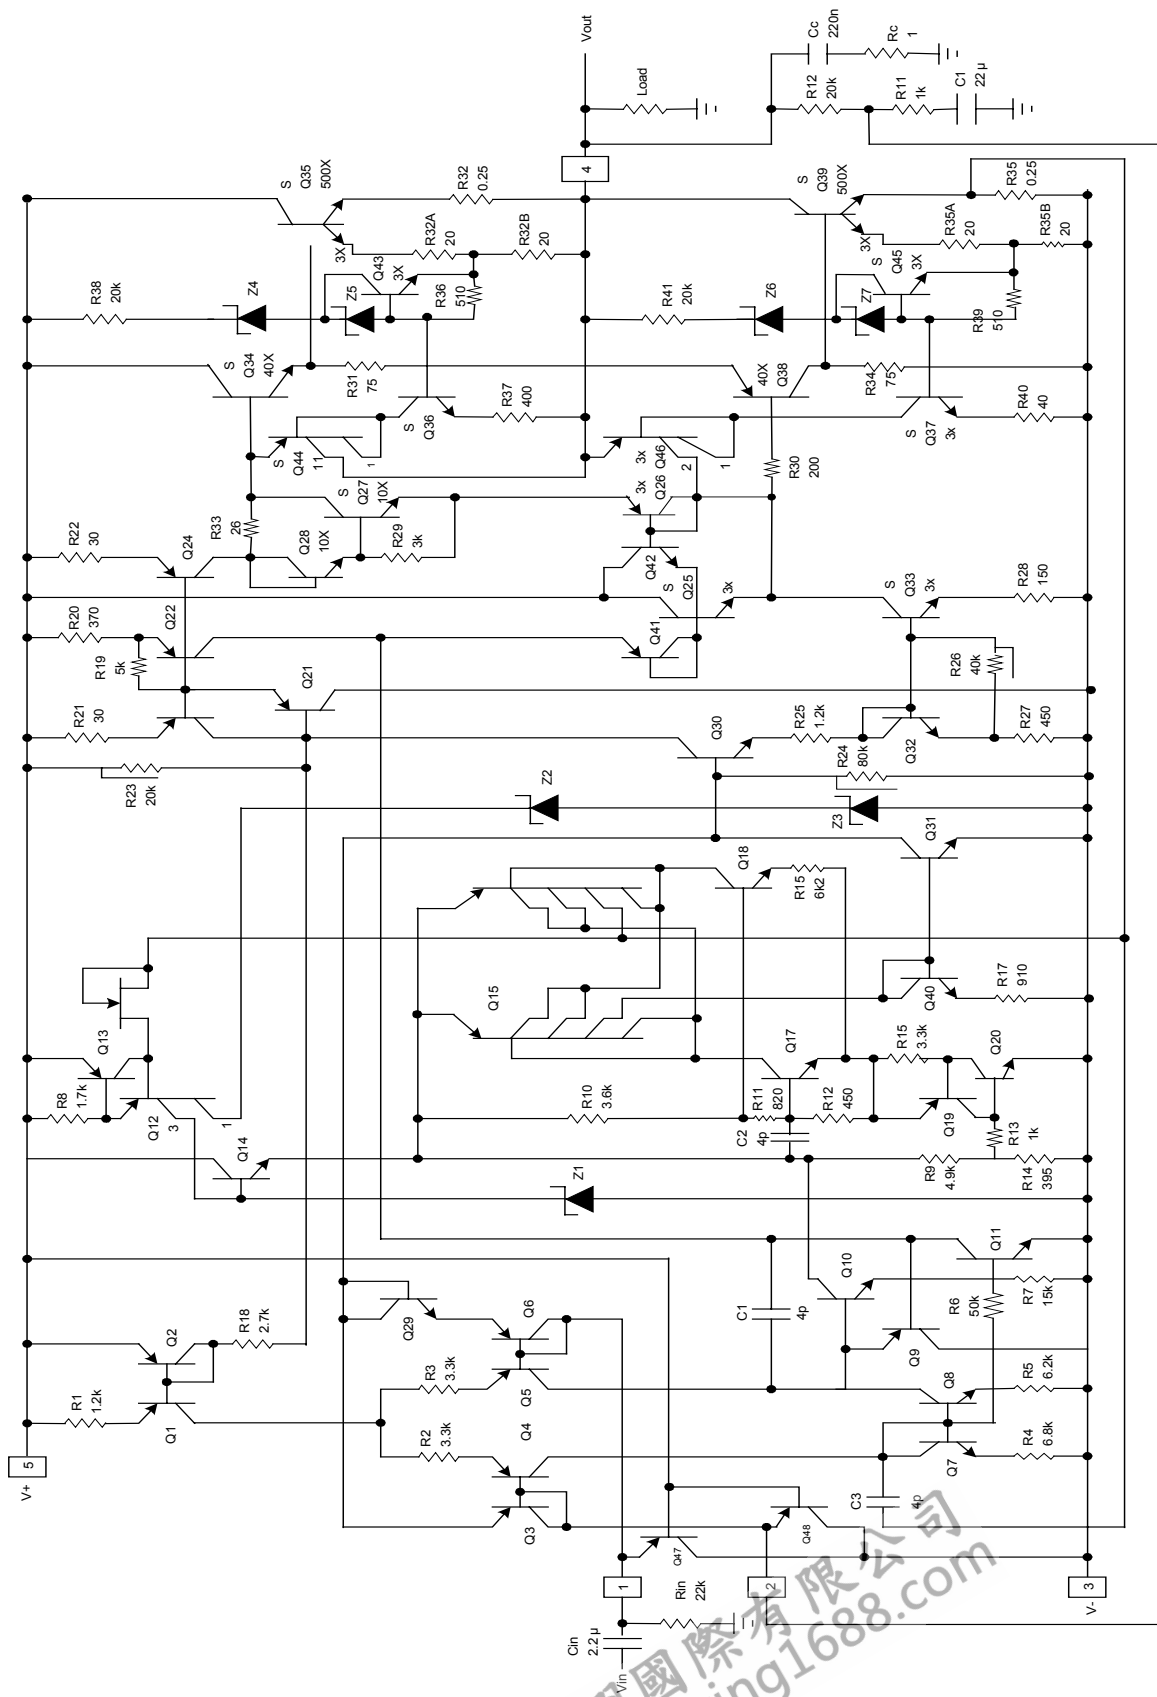 V+
5
R1
1.2k
Q1
Q2
R18
2.7k
Q14
Q12
3
1
R8
1.7k
Q13
R23
20k
R21
30
R19
5k
R20
370
Q22
Q21
R22
30
Q24
R33
26
Q28
10X
S
Q27
10X
R29
3k
S
Q44
11
1
S
Q34
40X
R31
75
S
Q36
R37
400
R38
20k
Z4
Z5
Q43
3X
R36
510
3X
S
Q35
500X
R32A
20
R32B
20
R32
0.25
4
Vout
Load
Cc
220n
Rc
1
R12
20k
R11
1k
C1
22 µ
R2
3.3k
R3
3.3k
Q3
Q4
Q5
Q6
Q29
Q15
Q18
R15
6k2
R10
3.6k
R11
820
R12
450
C2
4p
Q17
Z1
Z2
Z3
Q30
R25
1.2k
R24
80k
Q41
S
Q25
3x
Q42
3x
Q26
3x
Q46
2
1
R30
200
40X
Q38
R34
75
R41
20k
Z6
Z7
S
Q45
3X
R39
510
3X
S
Q39
500X
R35A
20
R35B
20
R35
0.25
Vin
Cin
2.2 µ
1
Rin
22k
2
Q47
Q48
C3
4p
Q7
Q8
R4
6.8k
R5
6.2k
C1
4p
Q9
Q10
R6
50k
R7
15k
Q11
R9
4.9k
R13
1k
R14
395
Q19
R15
3.3k
Q20
Q40
R17
910
Q31
Q32
R26
40k
R27
450
S
Q33
3x
R28
150
S
Q37
3x
R40
40
3
V-
國際有限公司
ng1688.com